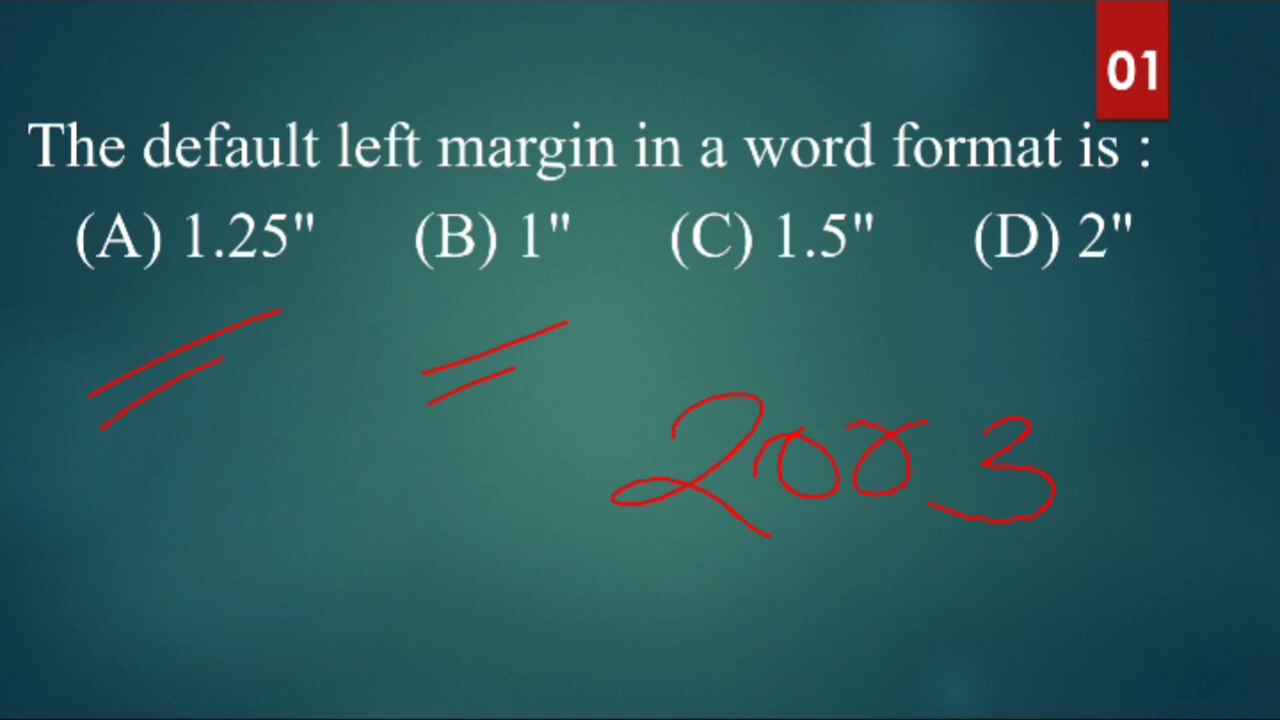 01
The default left margin in a word format is :
(A) 1.25" (B) 1" (C) 1.5" (D) 2"
2003